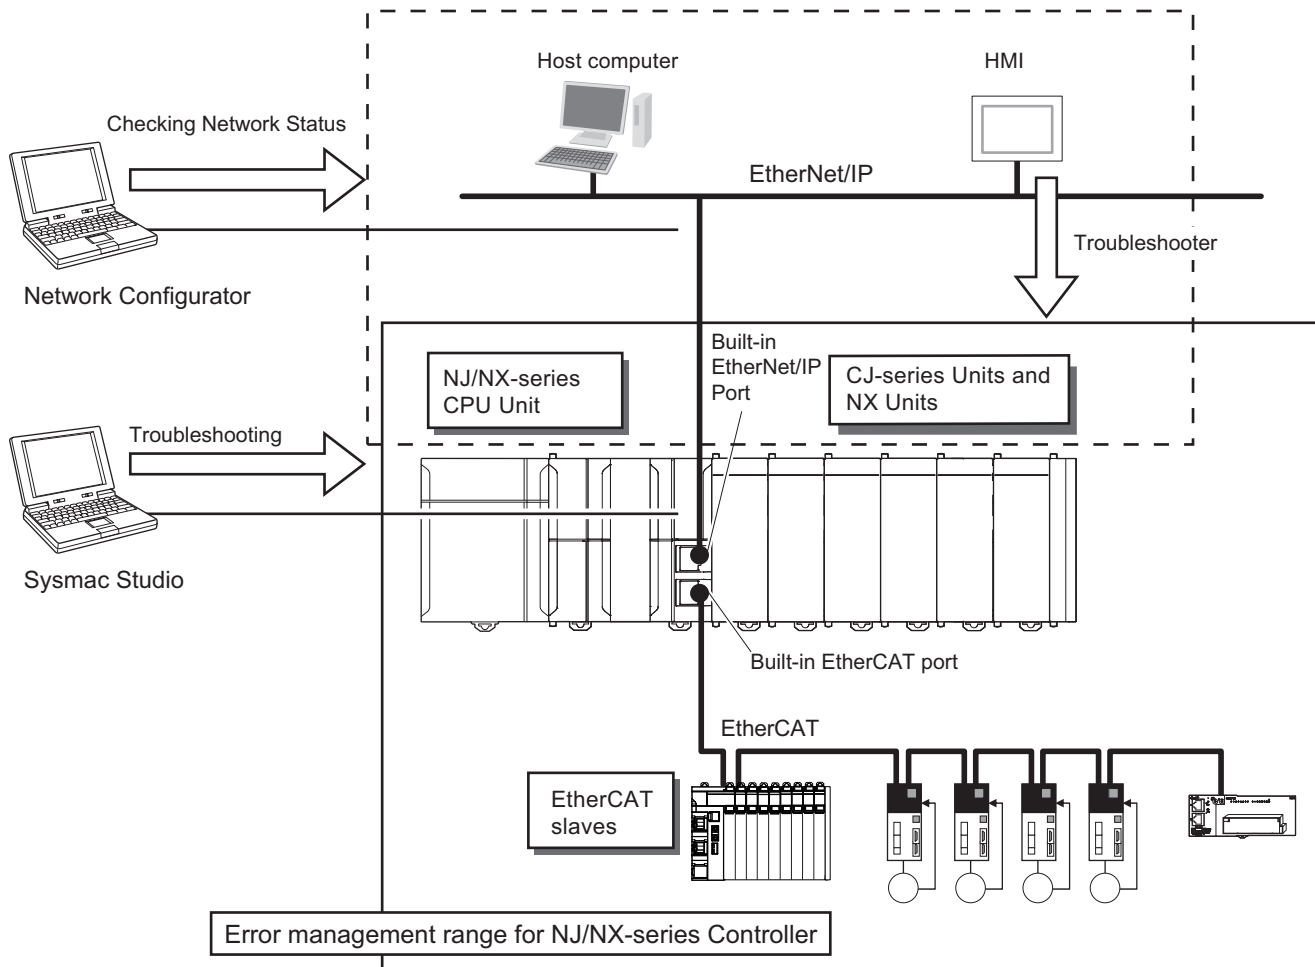 Host computer
HMI
Checking Network Status
EtherNet/IP
Troubleshooter
Network Configurator
Built-in
EtherNet/IP
Port
NJ/NX-series
CPU Unit
CJ-series Units and
NX Units
Troubleshooting
Sysmac Studio
Built-in EtherCAT port
EtherCAT
EtherCAT
slaves
Error management range for NJ/NX-series Controller